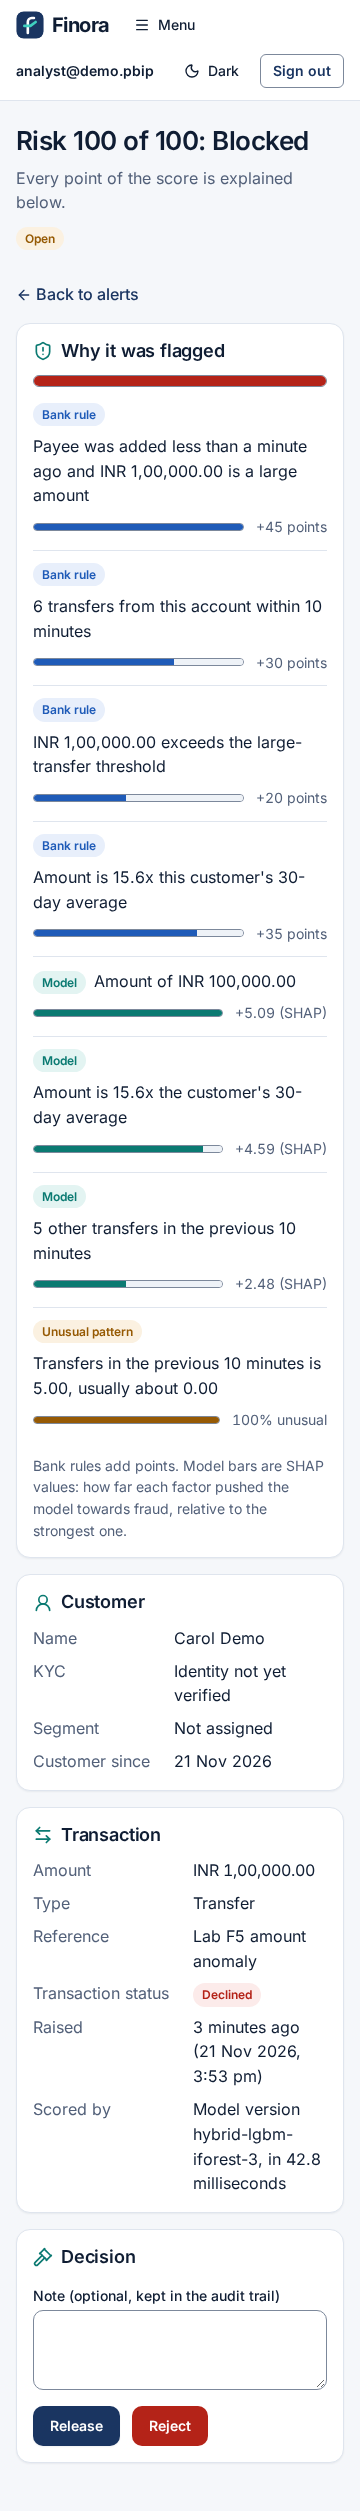 Finora
Menu
analyst@demo.pbip
Dark
Sign out
Risk 100 of 100: Blocked
Every point of the score is explained
below.
Open
← Back to alerts
Why it was flagged
Bank rule
Payee was added less than a minute
ago and INR 1,00,000.00 is a large
amount
+45 points
Bank rule
6 transfers from this account within 10
minutes
+30 points
Bank rule
INR 1,00,000.00 exceeds the large-
transfer threshold
+20 points
Bank rule
Amount is 15.6x this customer's 30-
day average
+35 points
Model Amount of INR 100,000.00
+5.09 (SHAP)
Model
Amount is 15.6x the customer's 30-
day average
+4.59 (SHAP)
Model
5 other transfers in the previous 10
minutes
+2.48 (SHAP)
Unusual pattern
Transfers in the previous 10 minutes is
5.00, usually about 0.00
100% unusual
Bank rules add points. Model bars are SHAP
values: how far each factor pushed the
model towards fraud, relative to the
strongest one.
Customer
Name Carol Demo
KYC Identity not yet
verified
Segment Not assigned
Customer since 21 Nov 2026
Transaction
Amount INR 1,00,000.00
Type Transfer
Reference Lab F5 amount
anomaly
Transaction status Declined
Raised 3 minutes ago
(21 Nov 2026,
3:53 pm)
Scored by Model version
hybrid-lgbm-
iforest-3, in 42.8
milliseconds
Decision
Note (optional, kept in the audit trail)
Release
Reject